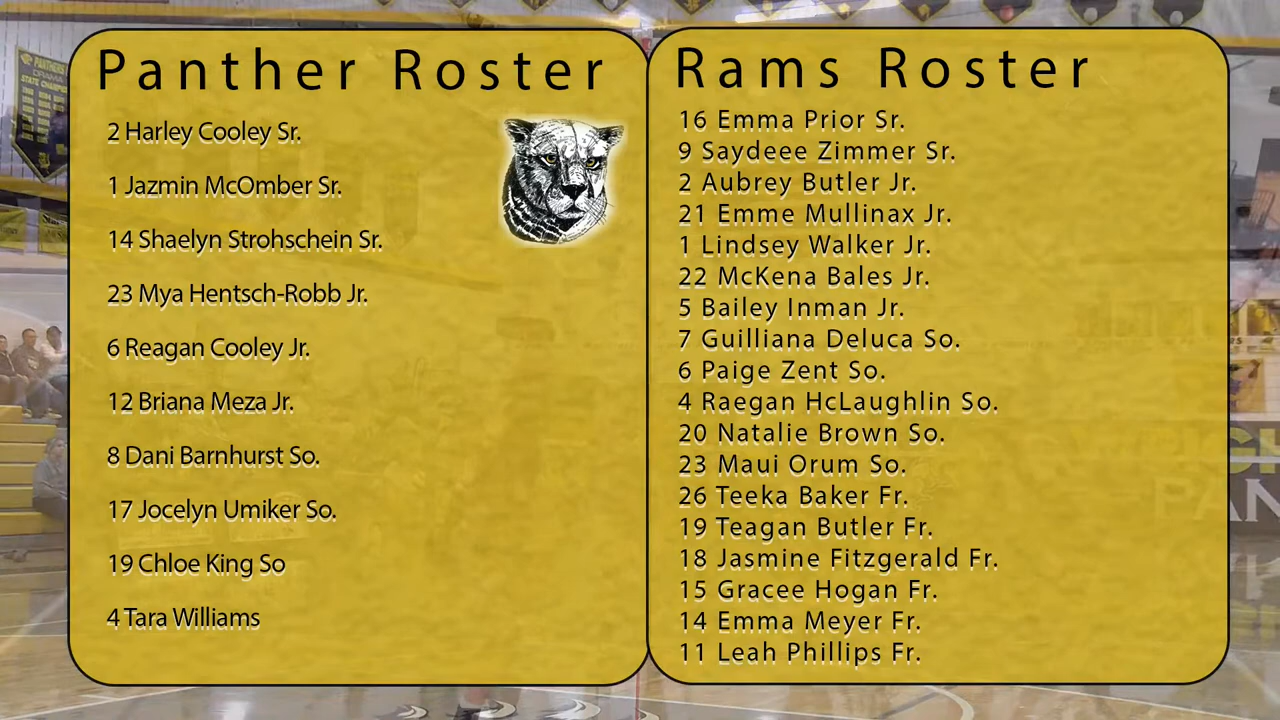 Panther Roster
2 Harley Cooley Sr.
1 Jazmin McOmber Sr.
14 Shaelyn Strohschein Sr.
23 Mya Hentsch-Robb Jr.
6 Reagan Cooley Jr.
12 Briana Meza Jr.
8 Dani Barnhurst So.
17 Jocelyn Umiker So.
19 Chloe King So
4 Tara Williams
Rams Roster
16 Emma Prior Sr.
9 Saydeee Zimmer Sr.
2 Aubrey Butler Jr.
21 Emme Mullinax Jr.
1 Lindsey Walker Jr.
22 McKena Bales Jr.
5 Bailey Inman Jr.
7 Guilliana Deluca So.
6 Paige Zent So.
4 Raegan HcLaughlin So.
20 Natalie Brown So.
23 Maui Orum So.
26 Teeka Baker Fr.
19 Teagan Butler Fr.
18 Jasmine Fitzgerald Fr.
15 Gracee Hogan Fr.
14 Emma Meyer Fr.
11 Leah Phillips Fr.
PANTHERS
DRAMA